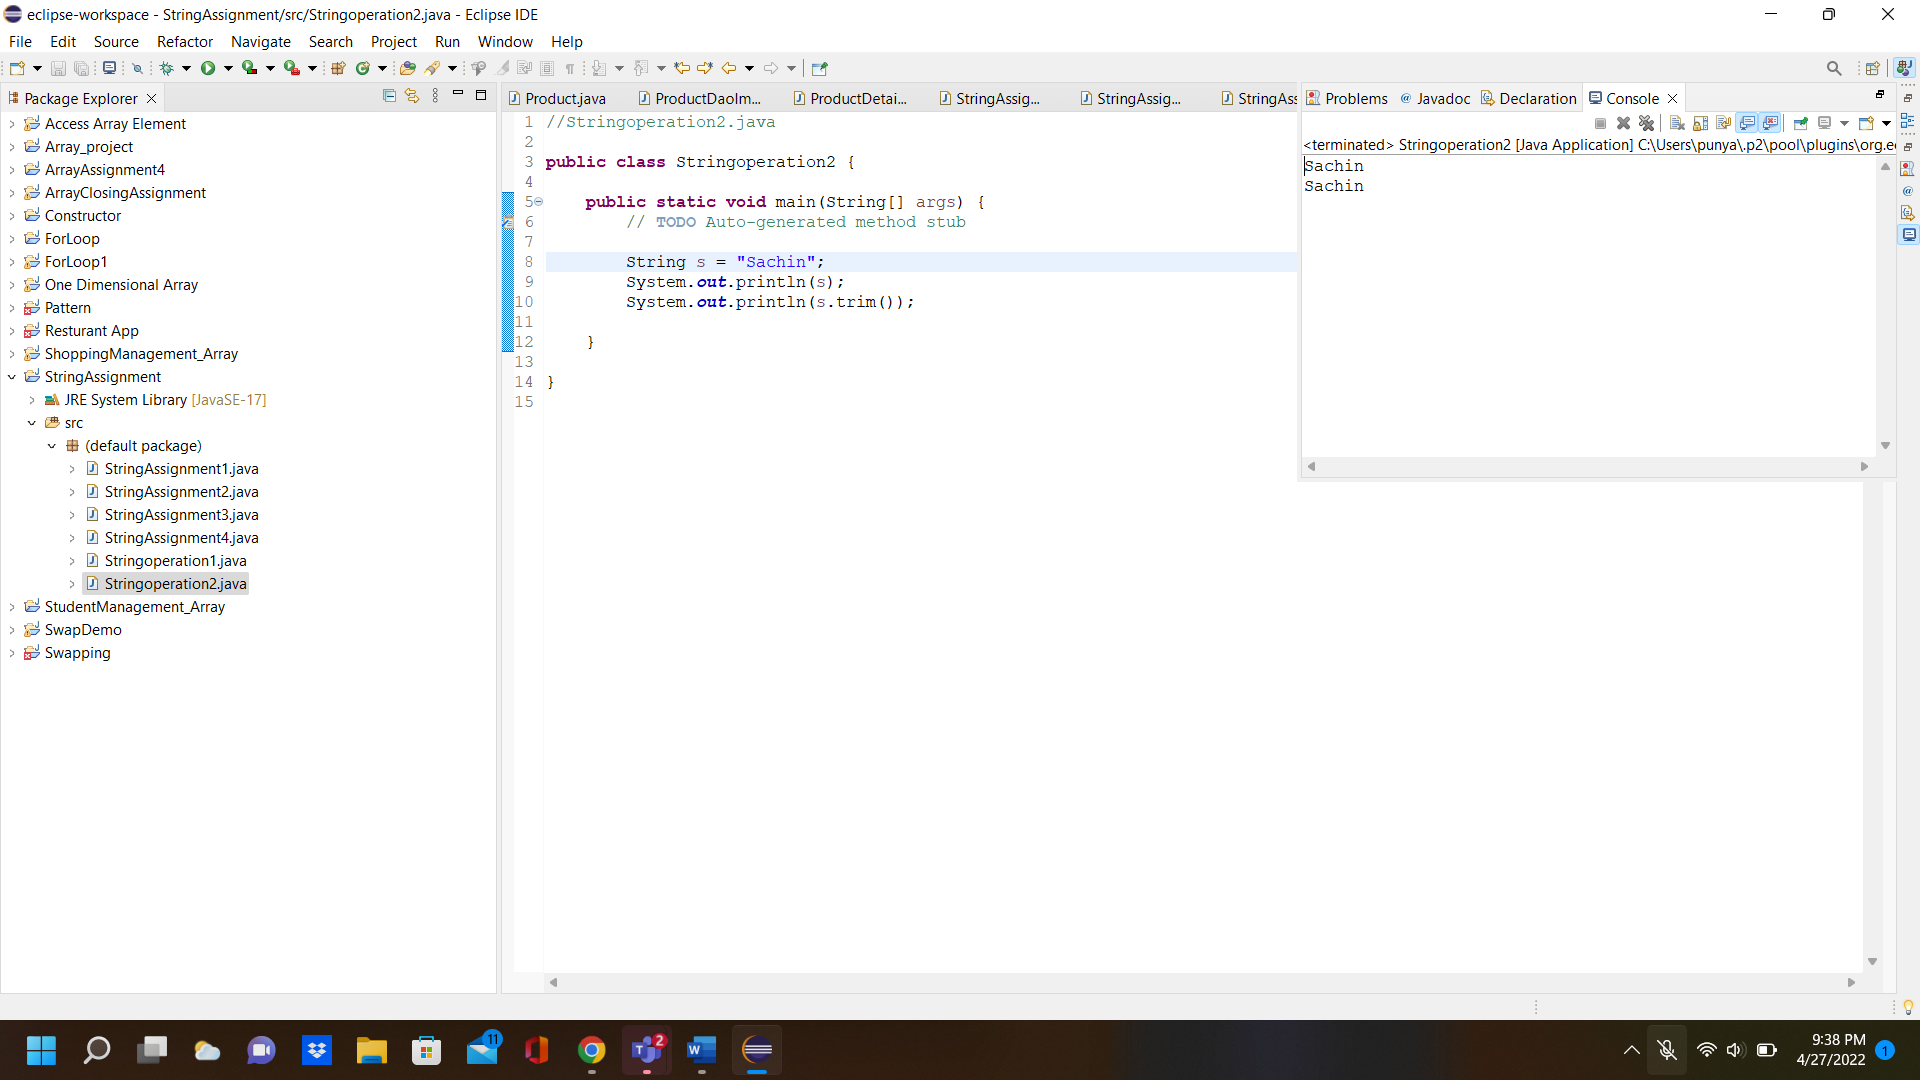 eclipse-workspace - StringAssignment/src/Stringoperation2.java - Eclipse IDE
File Edit Source Refactor Navigate Search Project Run Window Help
Package Explorer
Access Array Element
Array_project
ArrayAssignment4
ArrayClosingAssignment
Constructor
ForLoop
ForLoop1
One Dimensional Array
Pattern
Resturant App
ShoppingManagement_Array
StringAssignment
JRE System Library [JavaSE-17]
src
(default package)
StringAssignment1.java
StringAssignment2.java
StringAssignment3.java
StringAssignment4.java
Stringoperation1.java
Stringoperation2.java
StudentManagement_Array
SwapDemo
Swapping
Product.java ProductDaoIm... ProductDetai... StringAssig... StringAssig... StringAss
1 //Stringoperation2.java
2
3 public class Stringoperation2 {
4
5 public static void main(String[] args) {
6 // TODO Auto-generated method stub
7
8 String s = "Sachin";
9 System.out.println(s);
10 System.out.println(s.trim());
11
12 }
13
14 }
15
Problems Javadoc Declaration Console
<terminated> Stringoperation2 [Java Application] C:\Users\punya\.p2\pool\plugins\org.e
Sachin
Sachin
11
2
9:38 PM
4/27/2022
1